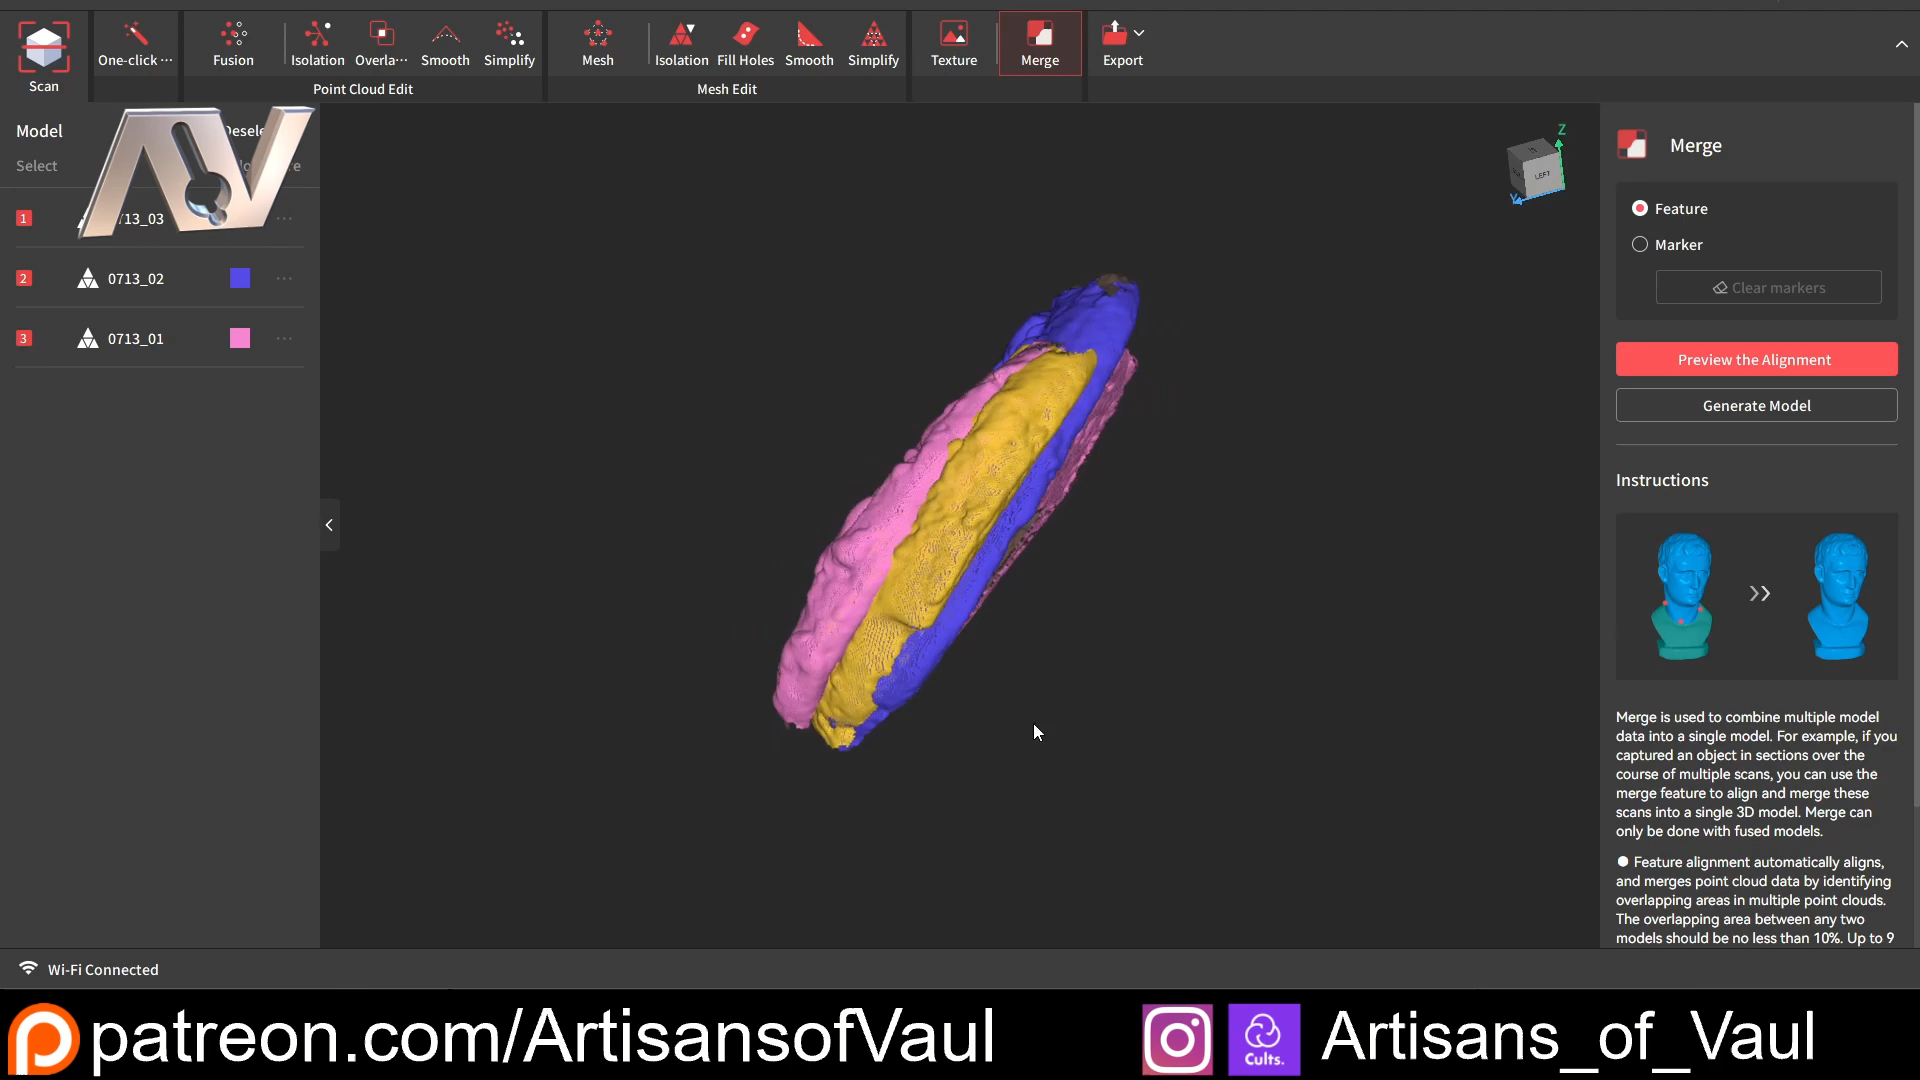 Scan
One-click ···
Fusion
Isolation
Overla···
Smooth
Simplify
Point Cloud Edit
Mesh
Isolation
Fill Holes
Smooth
Simplify
Mesh Edit
Texture
Merge
Export
Model
Select
1
13_03
2
0713_02
3
0713_01
Z
LEFT
Y
Merge
Feature
Marker
Clear markers
Preview the Alignment
Generate Model
Instructions
Merge is used to combine multiple model
data into a single model. For example, if you
captured an object in sections over the
course of multiple scans, you can use the
merge feature to align and merge these
scans into a single 3D model. Merge can
only be done with fused models.
● Feature alignment automatically aligns,
and merges point cloud data by identifying
overlapping areas in multiple point clouds.
The overlapping area between any two
models should be no less than 10%. Up to 9
Wi-Fi Connected
patreon.com/ArtisansofVaul
Cults.
Artisans_of_Vaul